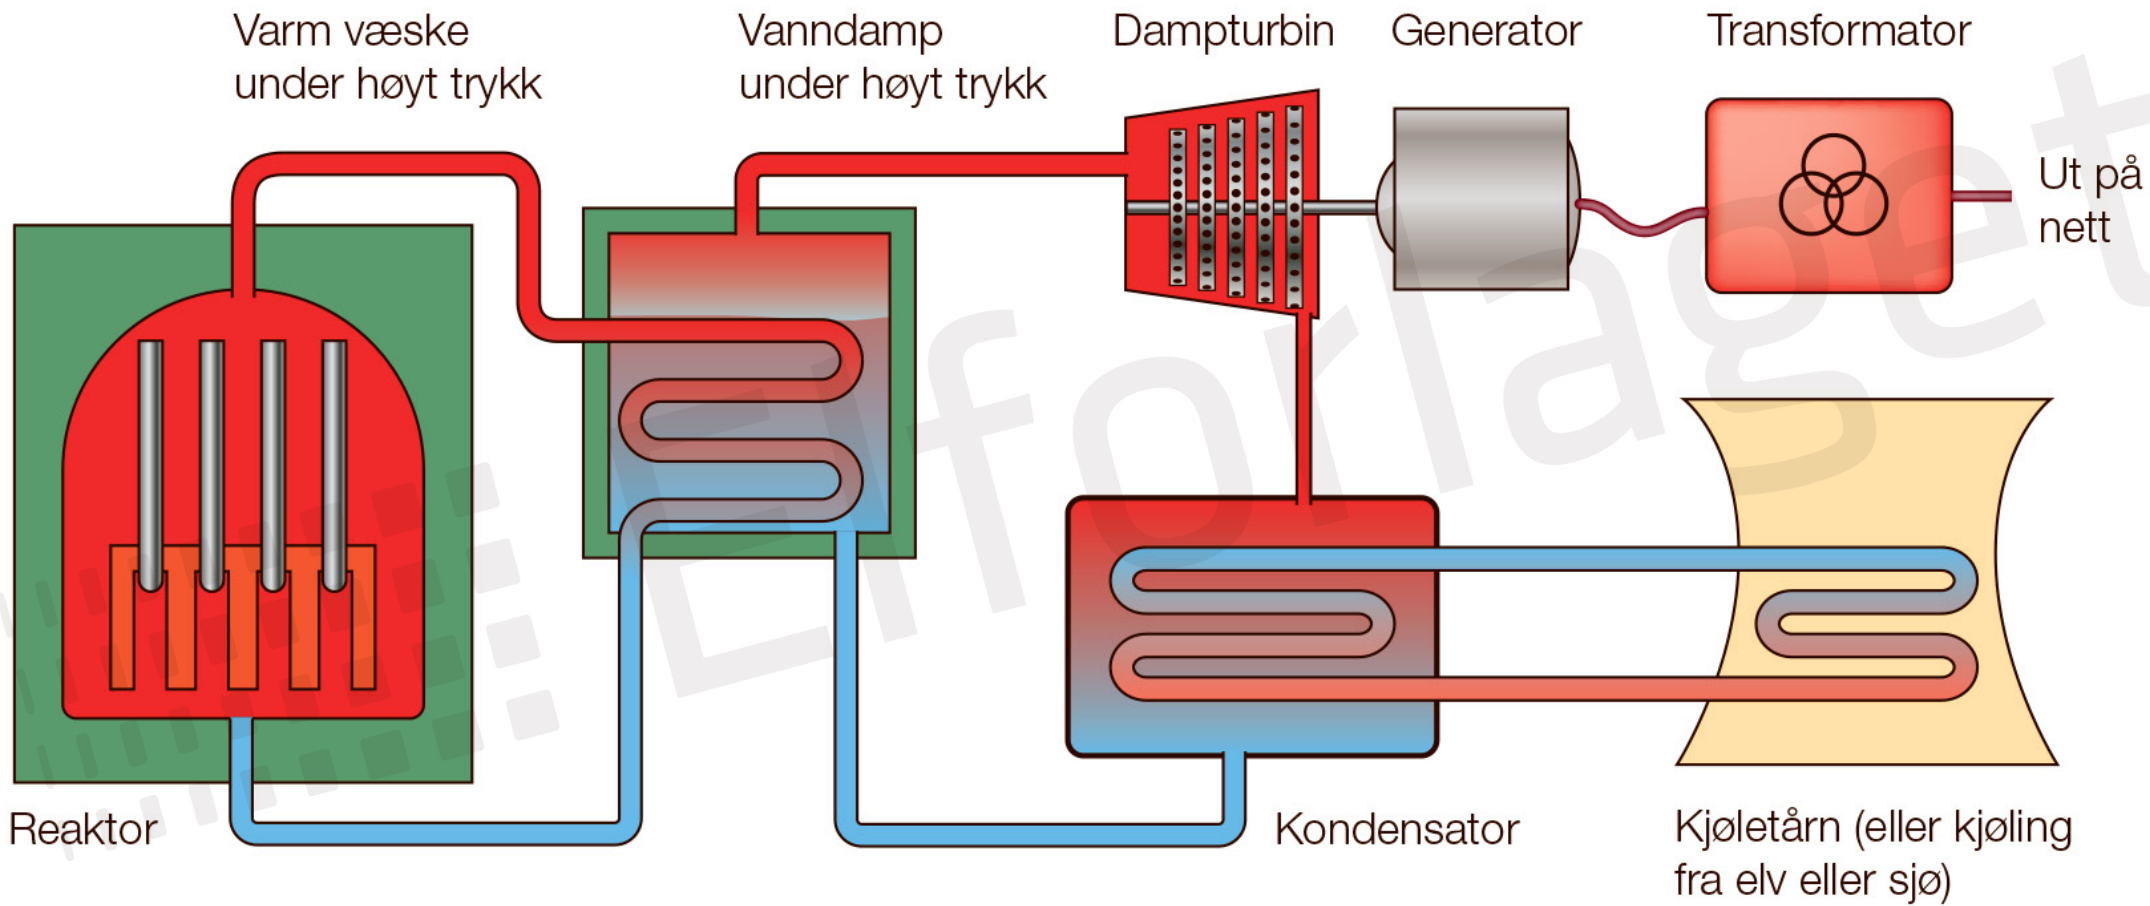 Varm væske
under høyt trykk
Vanndamp
under høyt trykk
Dampturbin
Generator
Transformator
Ut på
nett
Reaktor
Kondensator
Kjøletårn (eller kjøling
fra elv eller sjø)
Elforlaget